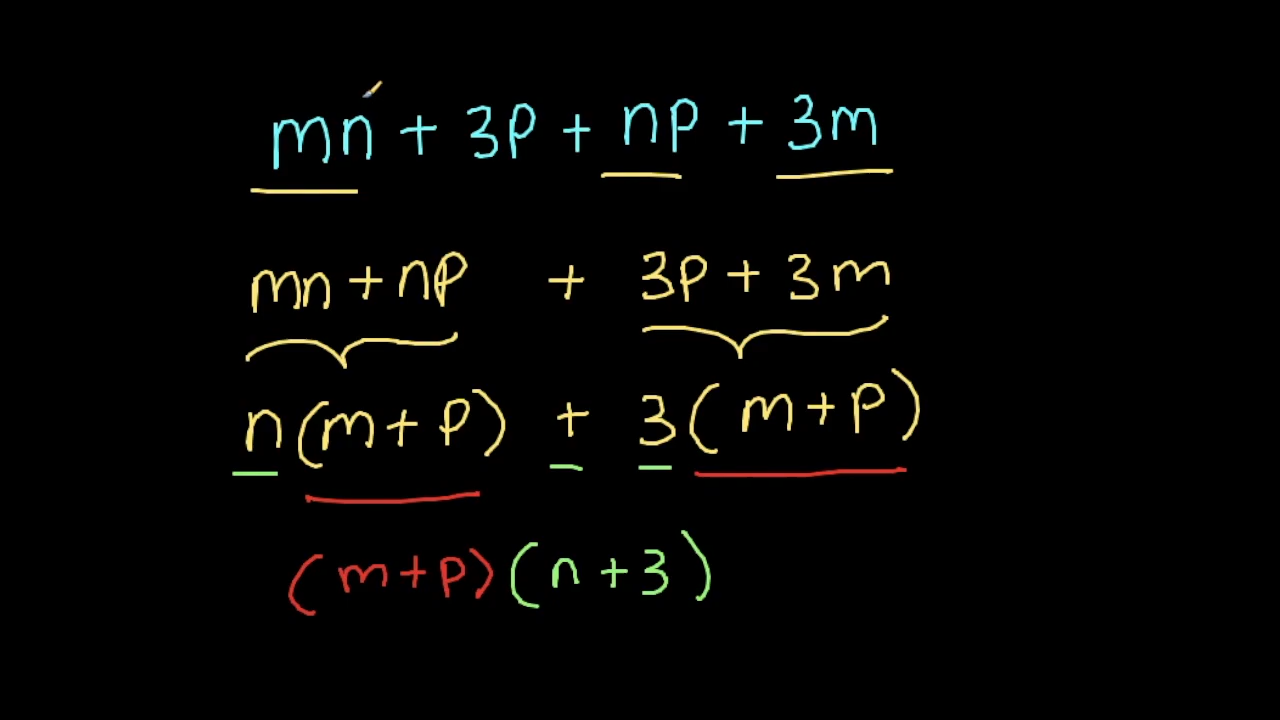 mn + 3p + np + 3m
mn + np + 3p + 3m
n(m+p) + 3(m+p)
(m+p)(n+3)